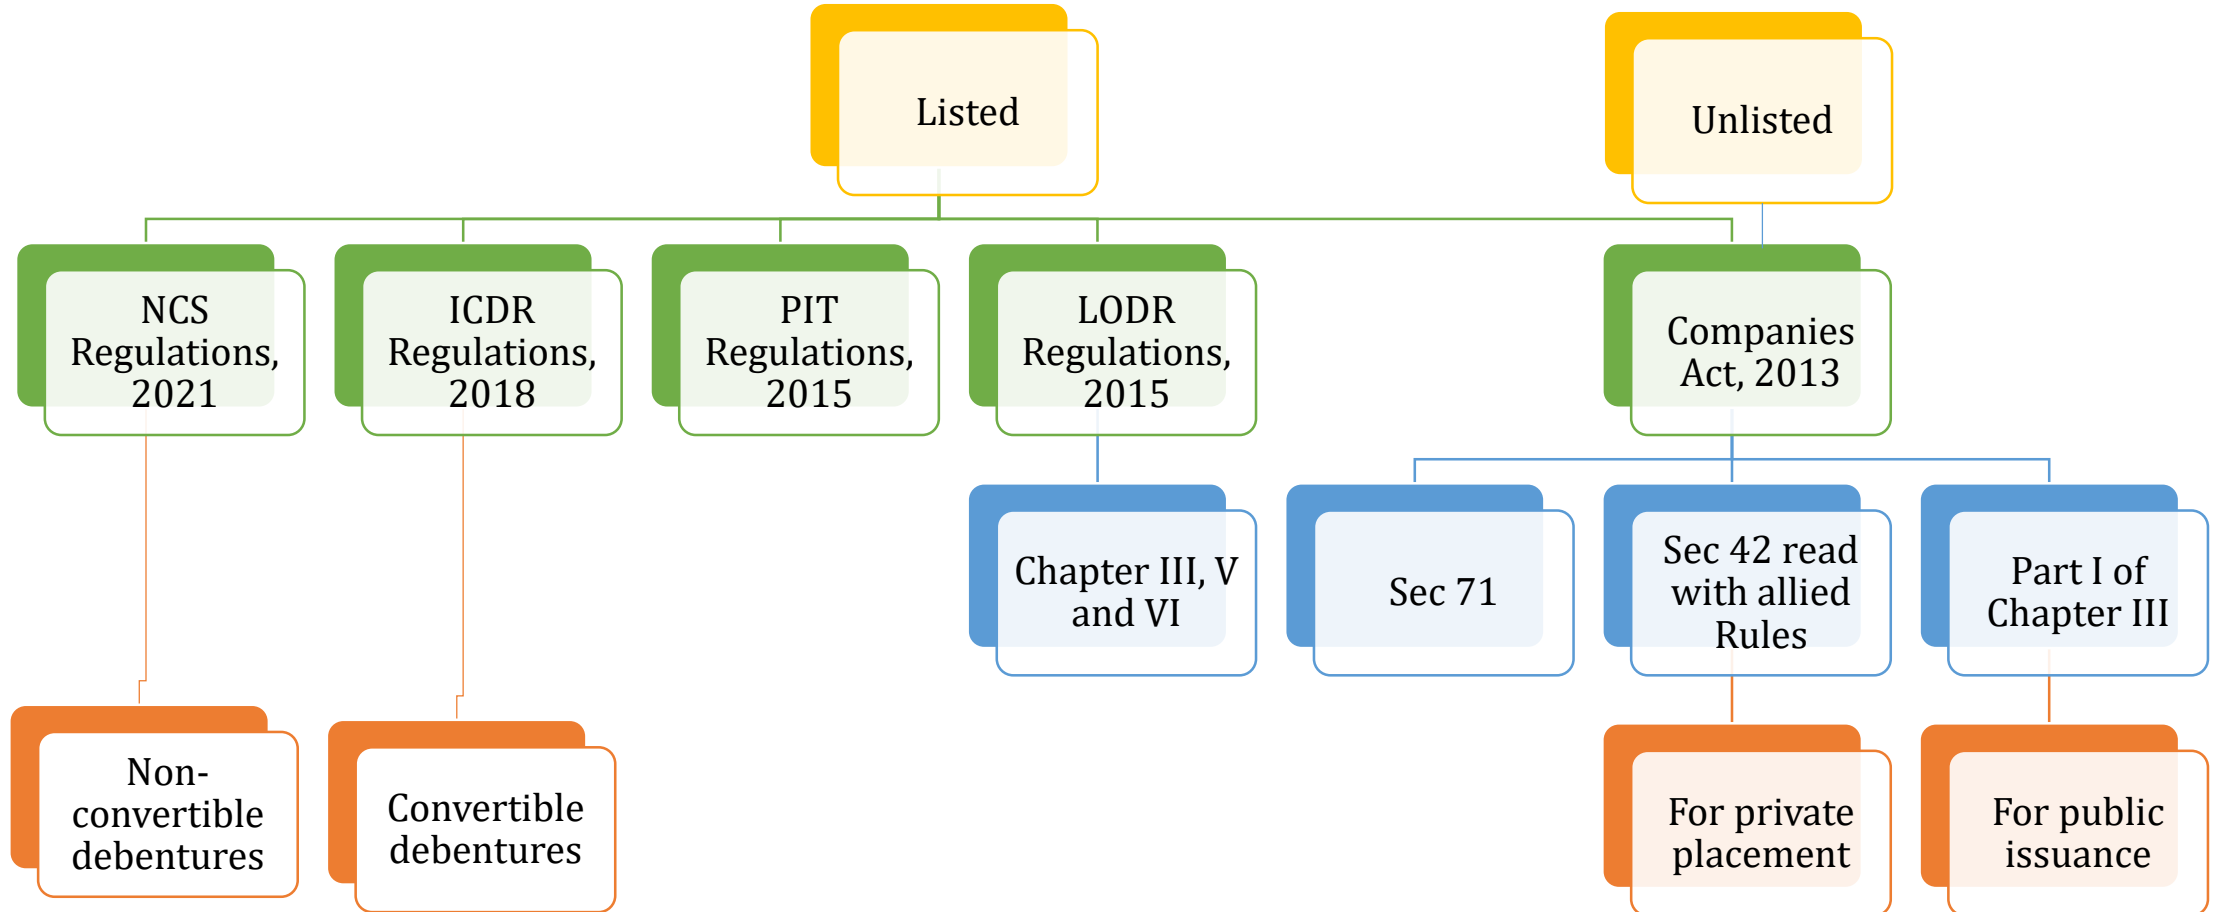 Listed
Unlisted
NCS
Regulations,
2021
ICDR
Regulations,
2018
PIT
Regulations,
2015
LODR
Regulations,
2015
Companies
Act, 2013
Chapter III, V
and VI
Sec 71
Sec 42 read
with allied
Rules
Part I of
Chapter III
Non-
convertible
debentures
Convertible
debentures
For private
placement
For public
issuance